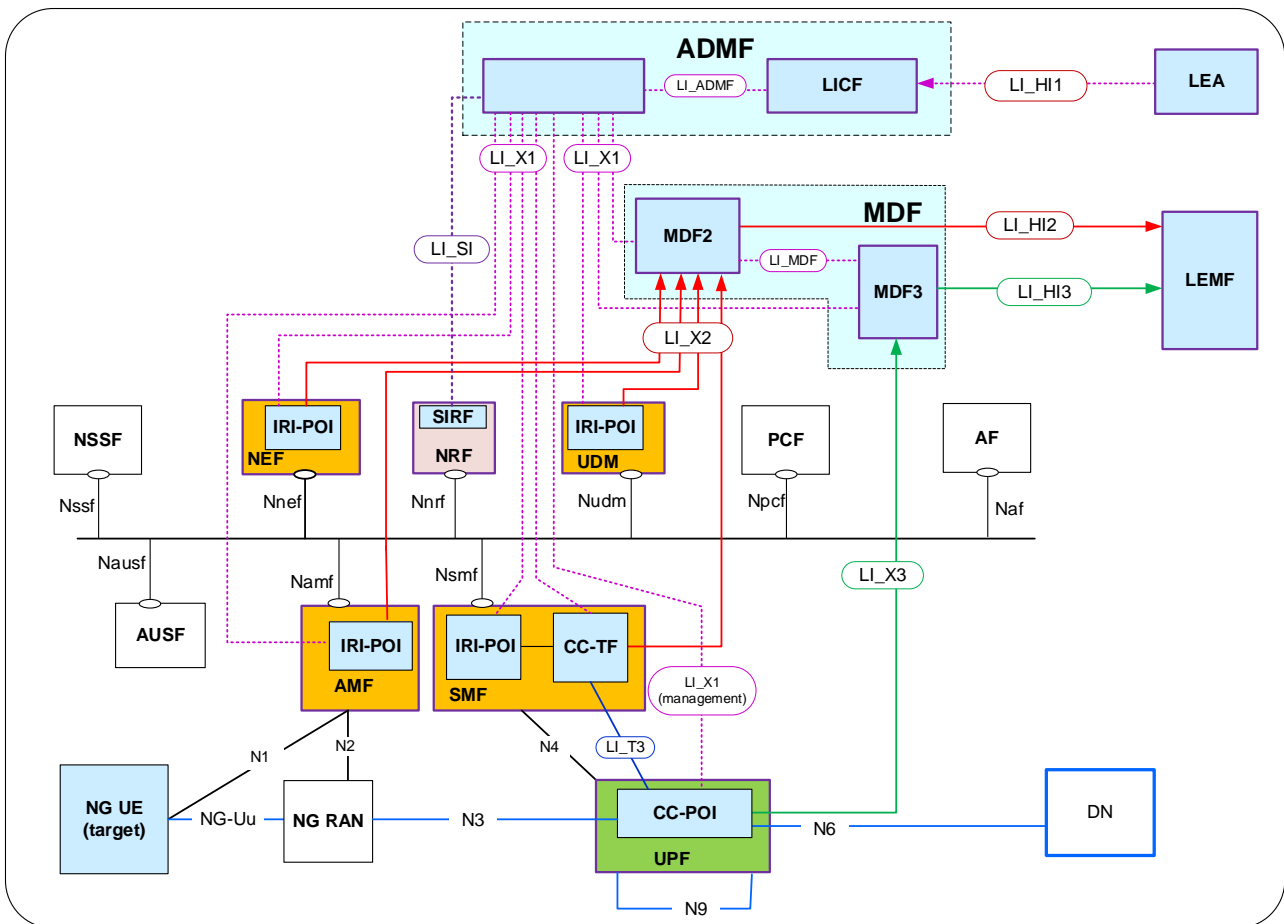 ADMF
LI_ADMF
LICF
LI_HI1
LEA
LI_X1
LI_X1
MDF
MDF2
LI_HI2
LI_SI
LI_MDF
MDF3
LI_HI3
LEMF
LI_X2
NSSF
IRI-POI
NEF
SIRF
NRF
IRI-POI
UDM
PCF
AF
Nssf
Nnef
Nnrf
Nudm
Npcf
Naf
Nausf
Namf
Nsmf
LI_X3
AUSF
IRI-POI
AMF
IRI-POI
CC-TF
SMF
LI_X1
(management)
N1
N2
N4
LI_T3
NG UE
(target)
NG-Uu
NG RAN
N3
CC-POI
UPF
N6
DN
N9